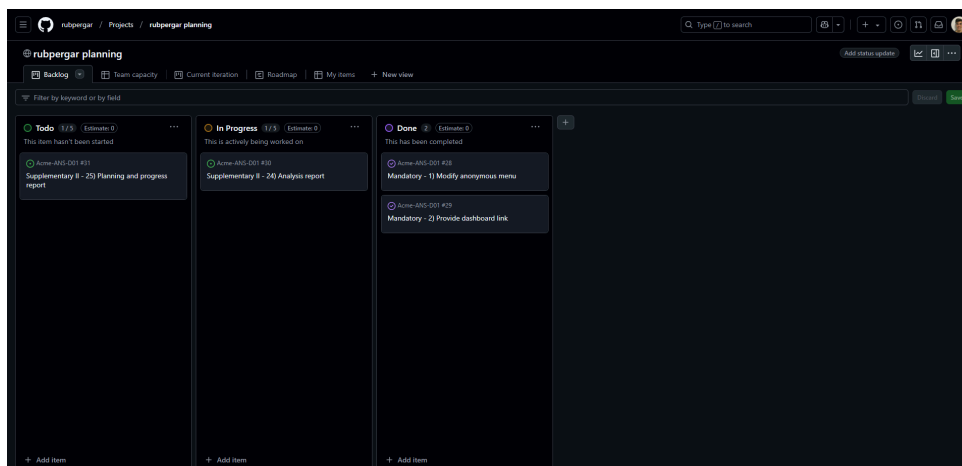 rubpergar / Projects / rubpergar planning
Type / to search
rubpergar planning
Add status update
Backlog
Team capacity
Current iteration
Roadmap
My items
+ New view
Filter by keyword or by field
Discard
Save
Todo 1 / 5 Estimate: 0
This item hasn't been started
Acme-ANS-D01 #31
Supplementary II - 25) Planning and progress
report
+ Add item
In Progress 1 / 5 Estimate: 0
This is actively being worked on
Acme-ANS-D01 #30
Supplementary II - 24) Analysis report
+ Add item
Done 2 Estimate: 0
This has been completed
Acme-ANS-D01 #28
Mandatory - 1) Modify anonymous menu
Acme-ANS-D01 #29
Mandatory - 2) Provide dashboard link
+ Add item